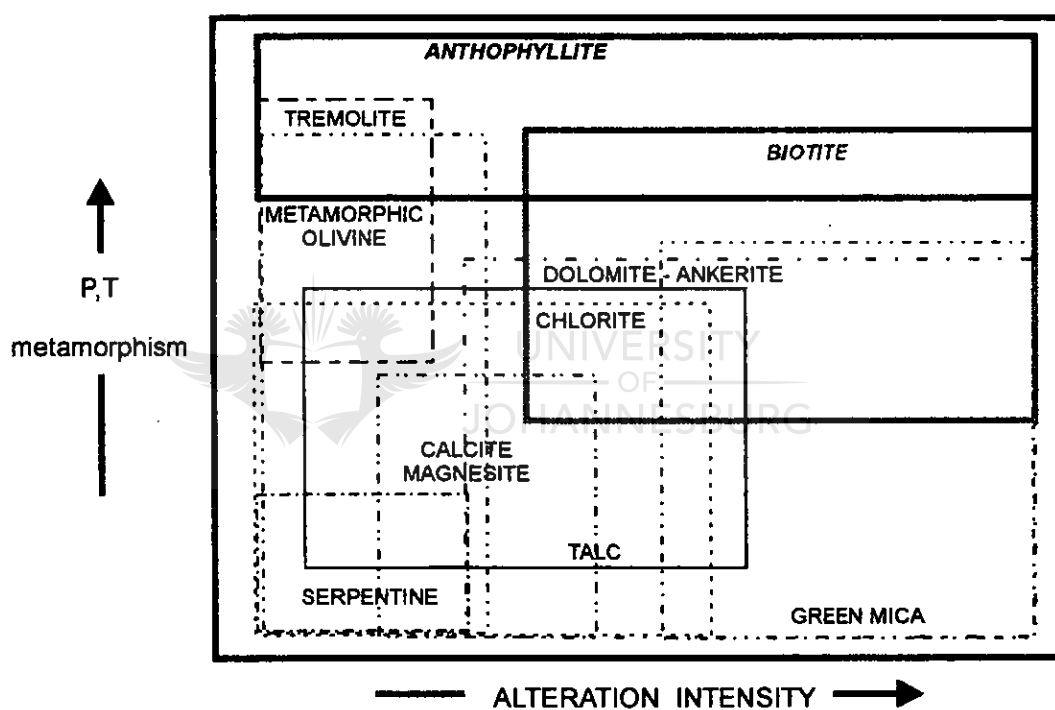 ANTHOPHYLLITE
TREMOLITE
BIOTITE
METAMORPHIC
OLIVINE
DOLOMITE - ANKERITE
P,T
CHLORITE
metamorphism
UNIVERSITY
OF
JOHANNESBURG
CALCITE
MAGNESITE
TALC
SERPENTINE
GREEN MICA
ALTERATION INTENSITY